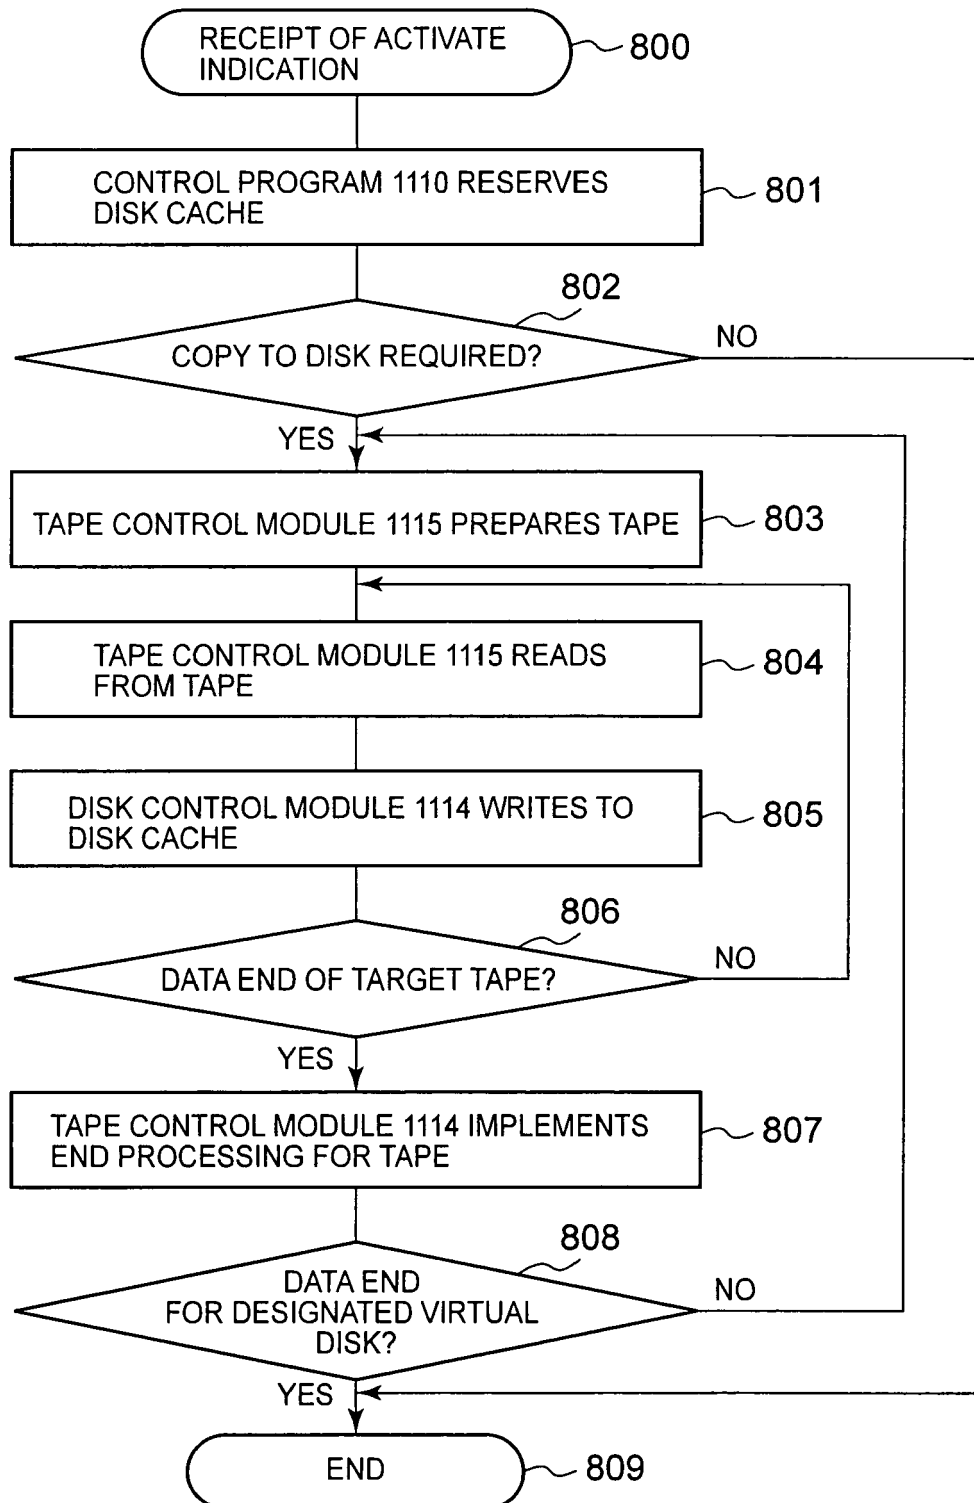 RECEIPT OF ACTIVATE
INDICATION
800
CONTROL PROGRAM 1110 RESERVES
DISK CACHE
801
802
COPY TO DISK REQUIRED?
NO
YES
TAPE CONTROL MODULE 1115 PREPARES TAPE
803
TAPE CONTROL MODULE 1115 READS
FROM TAPE
804
DISK CONTROL MODULE 1114 WRITES TO
DISK CACHE
805
806
DATA END OF TARGET TAPE?
NO
YES
TAPE CONTROL MODULE 1114 IMPLEMENTS
END PROCESSING FOR TAPE
807
808
DATA END
FOR DESIGNATED VIRTUAL
DISK?
NO
YES
END
809